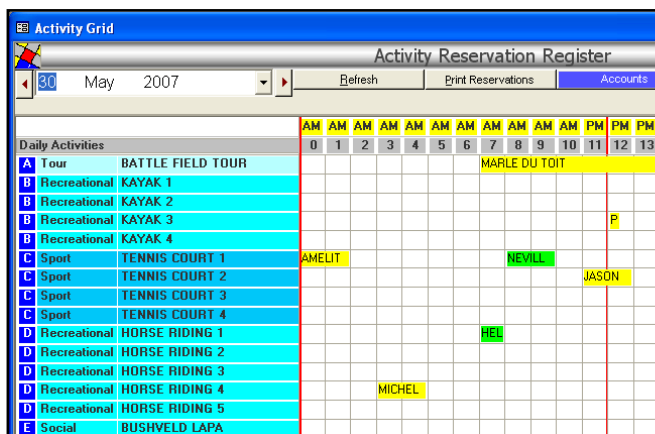 Activity Grid
Activity Reservation Register
30 May 2007
Refresh Print Reservations Accounts
AM AM AM AM AM AM AM AM AM AM AM PM PM PM
Daily Activities 0 1 2 3 4 5 6 7 8 9 10 11 12 13
A Tour BATTLE FIELD TOUR MARLE DU TOIT
B Recreational KAYAK 1
B Recreational KAYAK 2
B Recreational KAYAK 3 P
B Recreational KAYAK 4
C Sport TENNIS COURT 1 AMELIT NEVILL
C Sport TENNIS COURT 2 JASON
C Sport TENNIS COURT 3
C Sport TENNIS COURT 4
D Recreational HORSE RIDING 1 HEL
D Recreational HORSE RIDING 2
D Recreational HORSE RIDING 3
D Recreational HORSE RIDING 4 MICHEL
D Recreational HORSE RIDING 5
E Social BUSHVELD LAPA